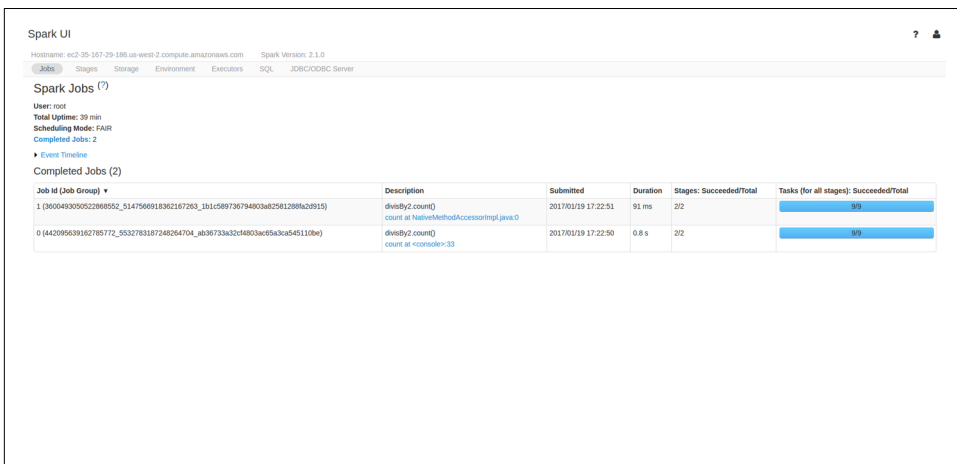 Spark UI
?
Hostname: ec2-35-167-29-186.us-west-2.compute.amazonaws.com Spark Version: 2.1.0
Jobs Stages Storage Environment Executors SQL JDBC/ODBC Server
Spark Jobs (?)
User: root
Total Uptime: 39 min
Scheduling Mode: FAIR
Completed Jobs: 2
Event Timeline
Completed Jobs (2)
Job Id (Job Group) ▾ Description Submitted Duration Stages: Succeeded/Total Tasks (for all stages): Succeeded/Total
1 (3600493050522868552_5147566918362167263_1b1c589736794803a82581288fa2d915) divisBy2.count() 2017/01/19 17:22:51 91 ms 2/2 9/9
count at NativeMethodAccessorImpl.java:0
0 (442095639162785772_5532783187248264704_ab36733a32cf4803ac65a3ca545110be) divisBy2.count() 2017/01/19 17:22:50 0.8 s 2/2 9/9
count at <console>:33